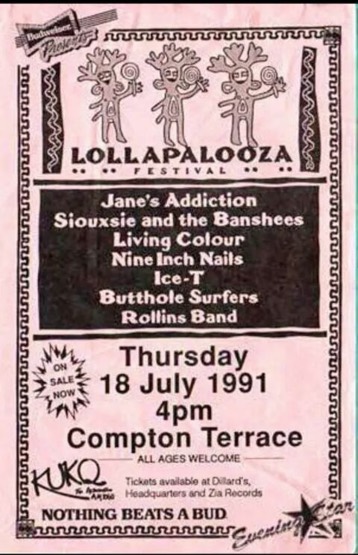 Budweiser
Presents
LOLLAPALOOZA
FESTIVAL
Jane's Addiction
Siouxsie and the Banshees
Living Colour
Nine Inch Nails
Ice-T
Butthole Surfers
Rollins Band
ON
SALE
NOW
Thursday
18 July 1991
4pm
Compton Terrace
ALL AGES WELCOME
KUKQ
Tickets available at Dillard's,
Headquarters and Zia Records
NOTHING BEATS A BUD
Evening Star